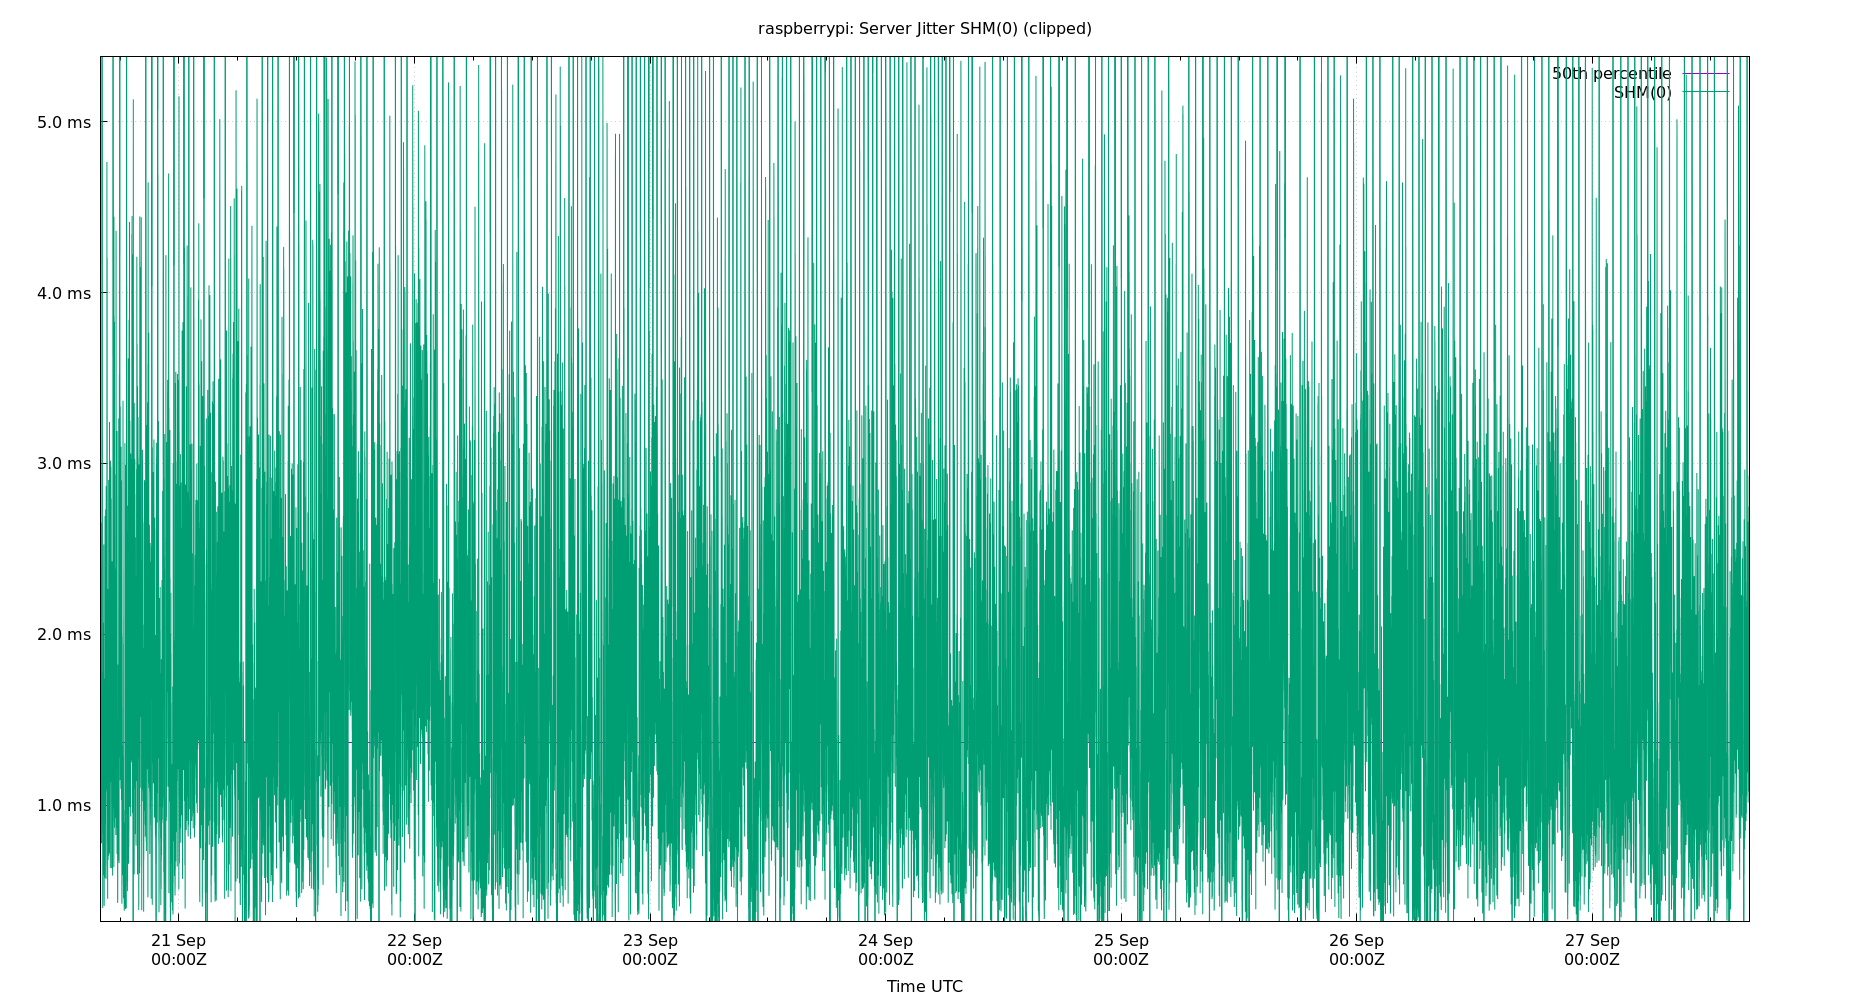 raspberrypi: Server Jitter SHM(0) (clipped)
50th percentile
SHM(0)
5.0 ms
4.0 ms
3.0 ms
2.0 ms
1.0 ms
21 Sep 22 Sep 23 Sep 24 Sep 25 Sep 26 Sep 27 Sep
00:00Z 00:00Z 00:00Z 00:00Z 00:00Z 00:00Z 00:00Z
Time UTC